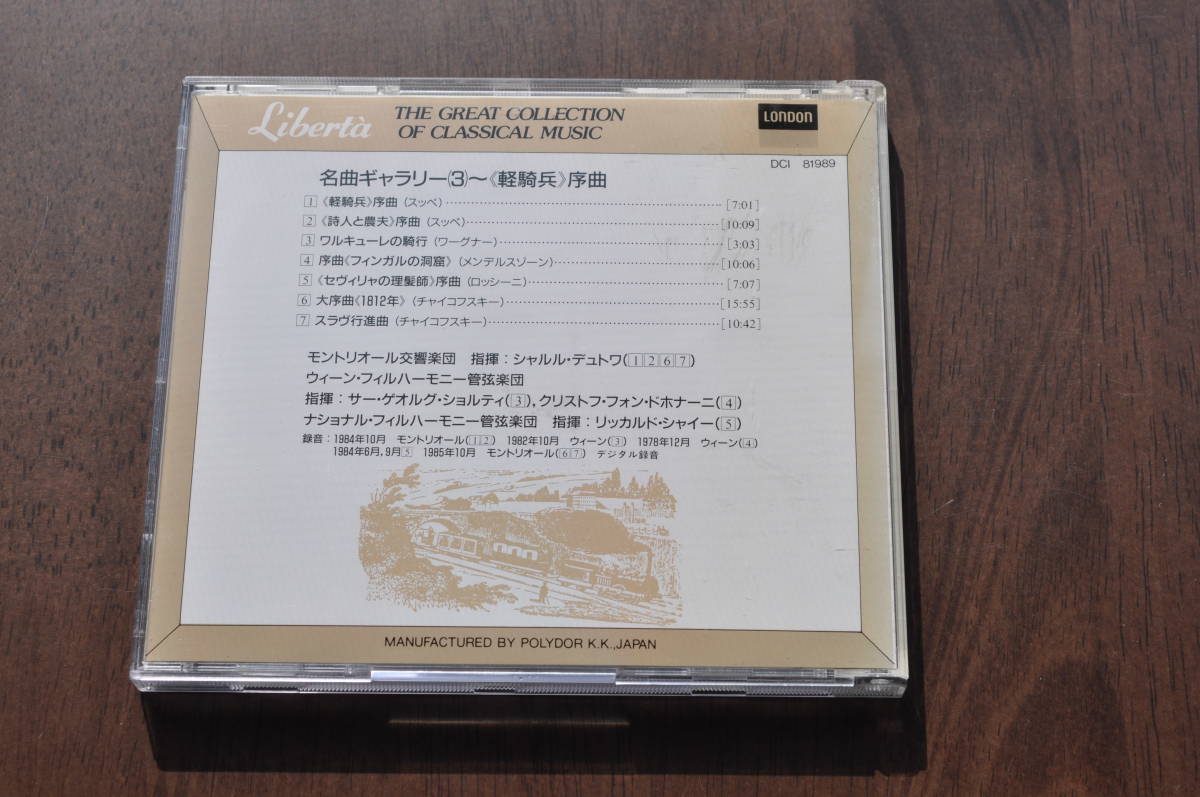 Libertà
THE GREAT COLLECTION
OF CLASSICAL MUSIC
LONDON
DCI 81989
名曲ギャラリー(3)〜《軽騎兵》序曲
1 《軽騎兵》序曲 (スッペ) [7:01]
2 《詩人と農夫》序曲 (スッペ) [10:09]
3 ワルキューレの騎行 (ワーグナー) [3:03]
4 序曲《フィンガルの洞窟》 (メンデルスゾーン) [10:06]
5 《セヴィリャの理髪師》序曲 (ロッシーニ) [7:07]
6 大序曲《1812年》 (チャイコフスキー) [15:55]
7 スラヴ行進曲 (チャイコフスキー) [10:42]
モントリオール交響楽団 指揮:シャルル・デュトワ(1 2 6 7)
ウィーン・フィルハーモニー管弦楽団
指揮:サー・ゲオルグ・ショルティ(3), クリストフ・フォン・ドホナーニ(4)
ナショナル・フィルハーモニー管弦楽団 指揮:リッカルド・シャイー(5)
録音:1984年10月 モントリオール(1 2) 1982年10月 ウィーン(3) 1978年12月 ウィーン(4)
1984年6月, 9月5 1985年10月 モントリオール(6 7) デジタル録音
MANUFACTURED BY POLYDOR K.K., JAPAN